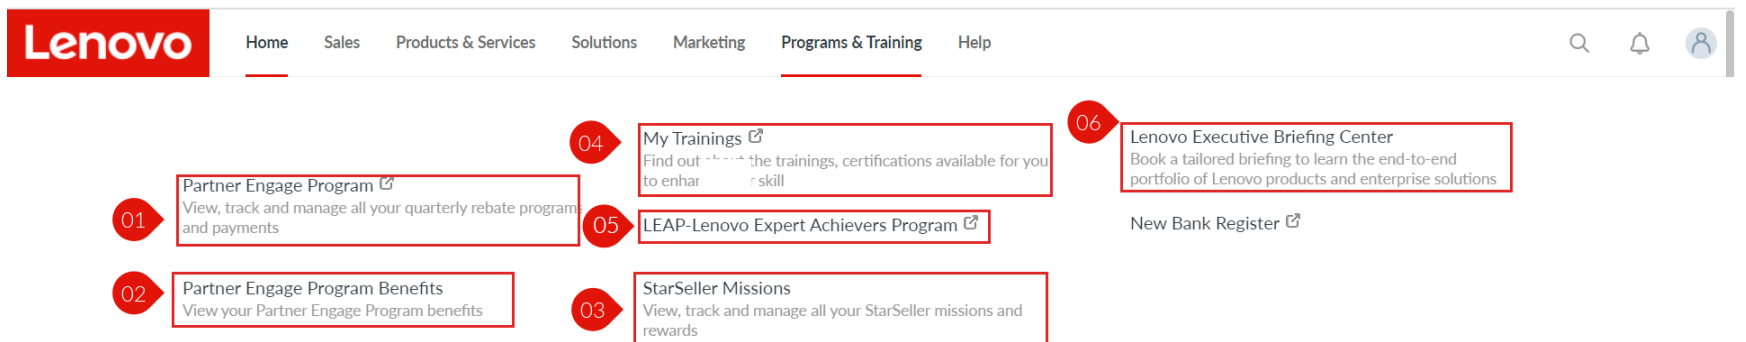 Lenovo
Home Sales Products & Services Solutions Marketing Programs & Training Help
01
Partner Engage Program
View, track and manage all your quarterly rebate programs
and payments
02
Partner Engage Program Benefits
View your Partner Engage Program benefits
04
My Trainings
Find out the trainings, certifications available for you
to skill
05
LEAP-Lenovo Expert Achievers Program
03
StarSeller Missions
View, track and manage all your StarSeller missions and
rewards
06
Lenovo Executive Briefing Center
Book a tailored briefing to learn the end-to-end
portfolio of Lenovo products and enterprise solutions
New Bank Register